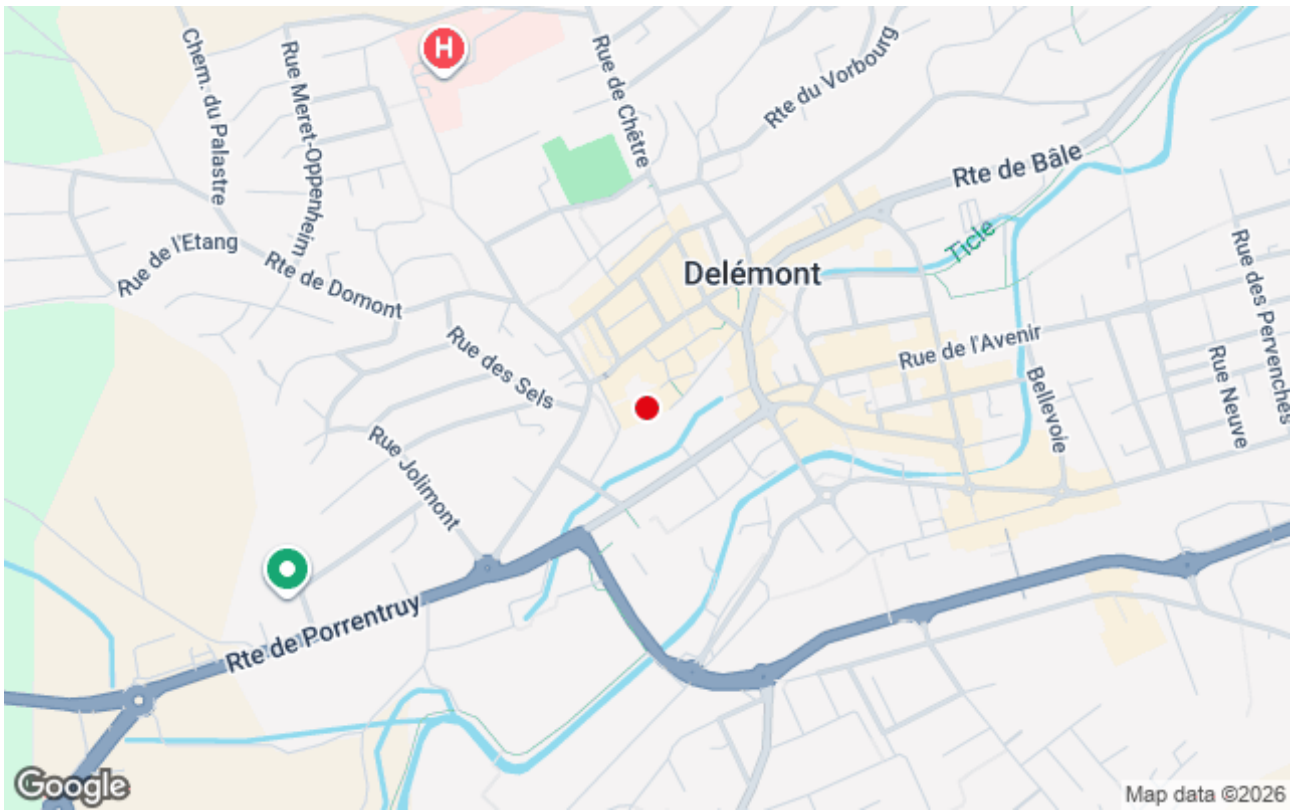 H
Chem. du Palastre
Rue Meret-Oppenheim
Rue de Chêtre
Rte du Vorbourg
Rte de Bâle
Rue de l'Etang
Rte de Domont
Delémont
Ticle
Rue des Pervenches
Rue de l'Avenir
Rue Neuve
Bellevoie
Rue des Sels
Rue Jolimont
Rte de Porrentruy
Google
Map data ©2026